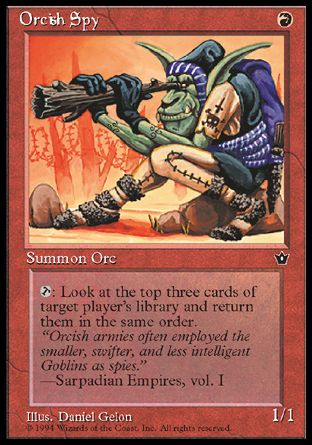 Orcish Spy
Summon Orc
: Look at the top three cards of
target player's library and return
them in the same order.
"Orcish armies often employed the
smaller, swifter, and less intelligent
Goblins as spies."
—Sarpadian Empires, vol. I
Illus. Daniel Gelon
1/1
© 1994 Wizards of the Coast, Inc. All rights reserved.